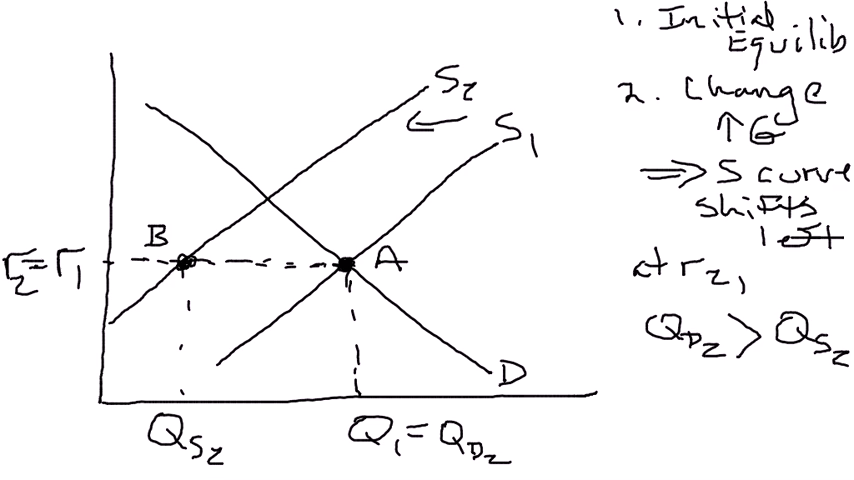 1. Initial
Equilib
S2
2. Change
↑G
S1
⇒ S curve
shifts
left
B
A
r2=r1
at r2,
QD2 > QS2
D
QS2
Q1 = QD2